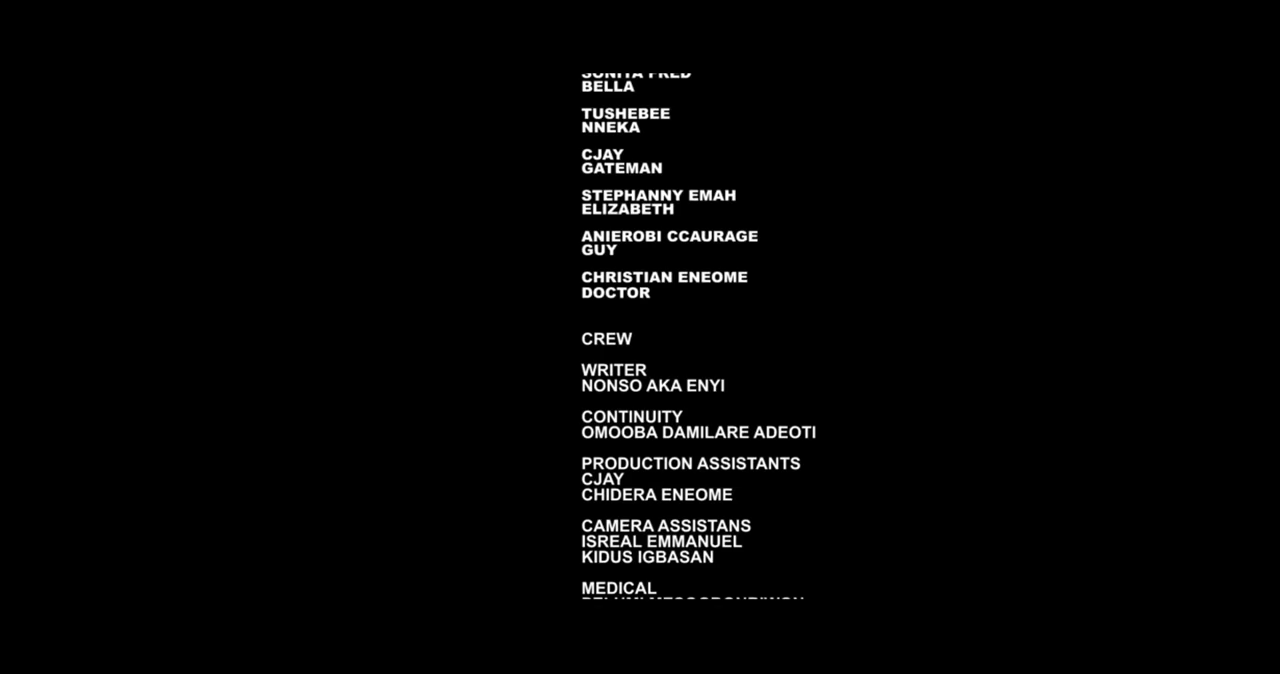 BELLA
TUSHEBEE
NNEKA
CJAY
GATEMAN
STEPHANNY EMAH
ELIZABETH
ANIEROBI CCAURAGE
GUY
CHRISTIAN ENEOME
DOCTOR
CREW
WRITER
NONSO AKA ENYI
CONTINUITY
OMOOBA DAMILARE ADEOTI
PRODUCTION ASSISTANTS
CJAY
CHIDERA ENEOME
CAMERA ASSISTANS
ISREAL EMMANUEL
KIDUS IGBASAN
MEDICAL